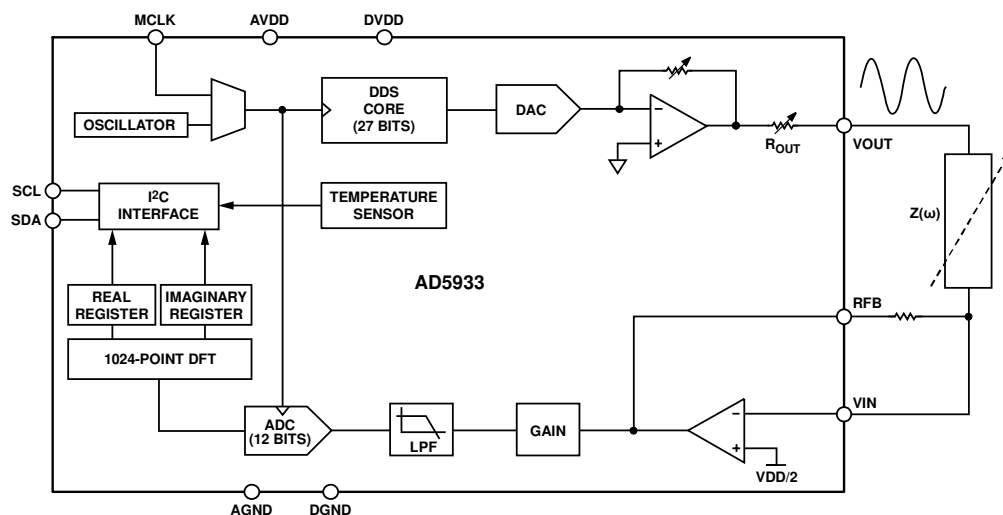 MCLK
AVDD
DVDD
OSCILLATOR
DDS
CORE
(27 BITS)
DAC
−
+
ROUT
VOUT
SCL
SDA
I2C
INTERFACE
TEMPERATURE
SENSOR
Z(ω)
AD5933
REAL
REGISTER
IMAGINARY
REGISTER
RFB
1024-POINT DFT
ADC
(12 BITS)
LPF
GAIN
−
+
VDD/2
VIN
AGND
DGND